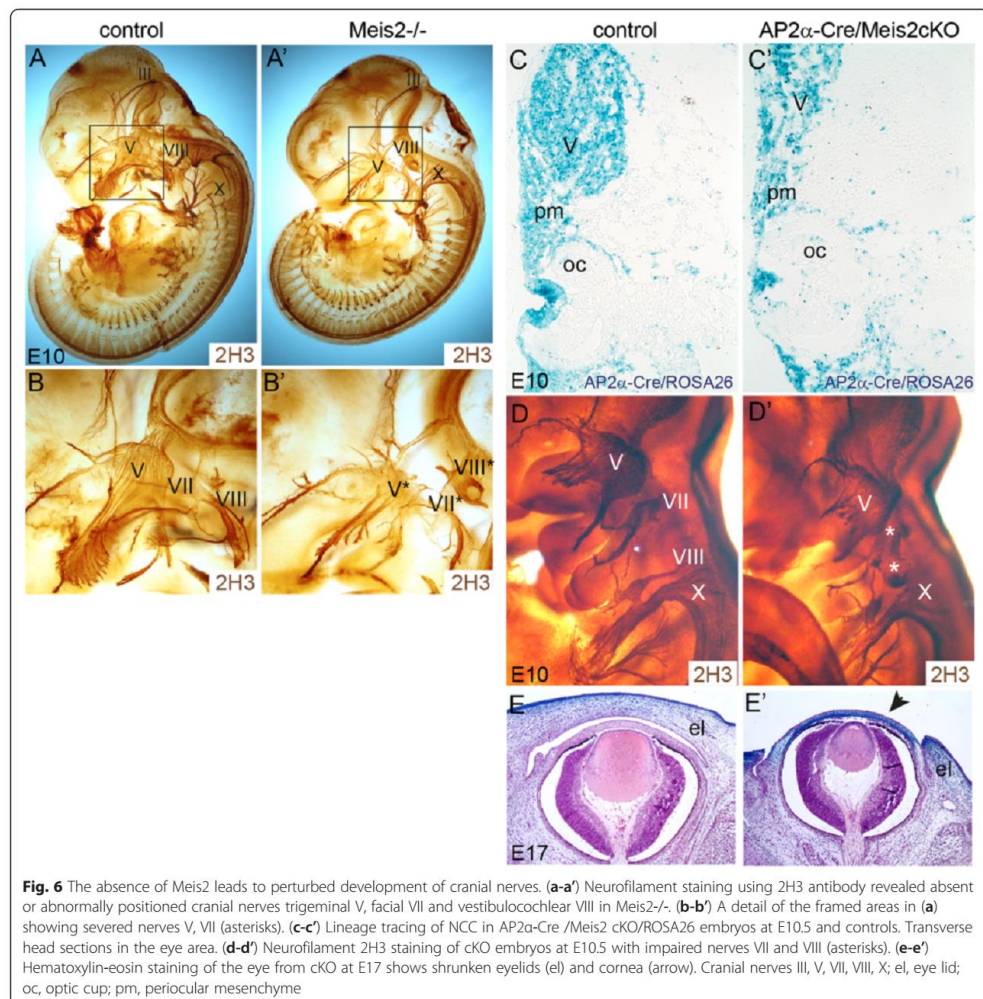 control
Meis2-/-
control
AP2α-Cre/Meis2cKO
A
III
V
VIII
X
E10
2H3
A'
III
VIII
V
X
2H3
C
V
pm
oc
E10
AP2α-Cre/ROSA26
C'
V
pm
oc
AP2α-Cre/ROSA26
B
V
VII
VIII
2H3
B'
VIII*
V*
VII*
2H3
D
V
VII
VIII
X
E10
2H3
D'
V
*
*
X
2H3
E
el
E17
E'
el
Fig. 6 The absence of Meis2 leads to perturbed development of cranial nerves. (a-a′) Neurofilament staining using 2H3 antibody revealed absent
or abnormally positioned cranial nerves trigeminal V, facial VII and vestibulocochlear VIII in Meis2-/-. (b-b′) A detail of the framed areas in (a)
showing severed nerves V, VII (asterisks). (c-c′) Lineage tracing of NCC in AP2α-Cre /Meis2 cKO/ROSA26 embryos at E10.5 and controls. Transverse
head sections in the eye area. (d-d′) Neurofilament 2H3 staining of cKO embryos at E10.5 with impaired nerves VII and VIII (asterisks). (e-e′)
Hematoxylin-eosin staining of the eye from cKO at E17 shows shrunken eyelids (el) and cornea (arrow). Cranial nerves III, V, VII, VIII, X; el, eye lid;
oc, optic cup; pm, periocular mesenchyme